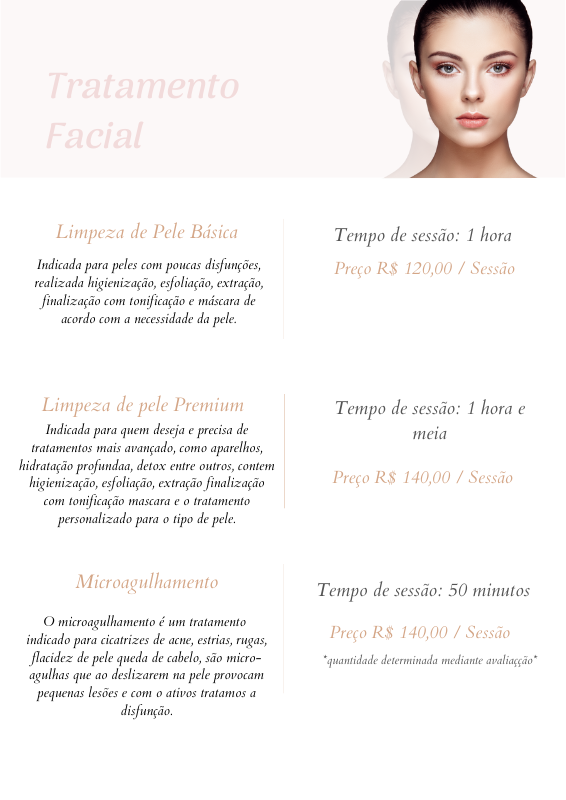 Tratamento
Facial
Limpeza de Pele Básica
Indicada para peles com poucas disfunções,
realizada higienização, esfoliação, extração,
finalização com tonificação e máscara de
acordo com a necessidade da pele.
Tempo de sessão: 1 hora
Preço R$ 120,00 / Sessão
Limpeza de pele Premium
Indicada para quem deseja e precisa de
tratamentos mais avançado, como aparelhos,
hidratação profundaa, detox entre outros, contem
higienização, esfoliação, extração finalização
com tonificação mascara e o tratamento
personalizado para o tipo de pele.
Tempo de sessão: 1 hora e
meia
Preço R$ 140,00 / Sessão
Microagulhamento
O microagulhamento é um tratamento
indicado para cicatrizes de acne, estrias, rugas,
flacidez de pele queda de cabelo, são micro-
agulhas que ao deslizarem na pele provocam
pequenas lesões e com o ativos tratamos a
disfunção.
Tempo de sessão: 50 minutos
Preço R$ 140,00 / Sessão
*quantidade determinada mediante avaliacção*